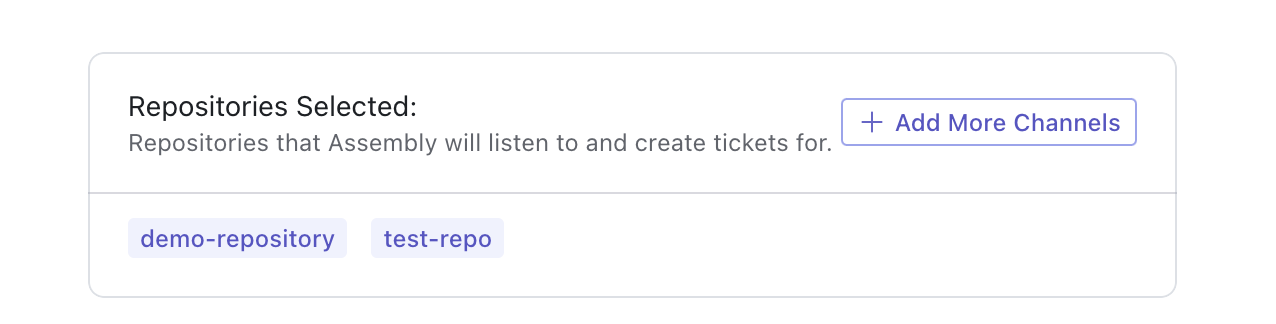 Repositories Selected:
Repositories that Assembly will listen to and create tickets for.
+ Add More Channels
demo-repository
test-repo